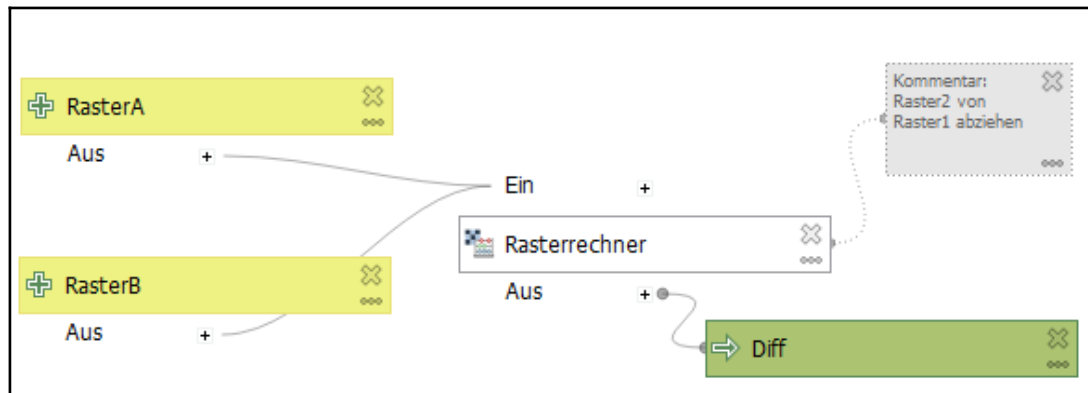 RasterA
Aus
Kommentar:
Raster2 von
Raster1 abziehen
Ein
Rasterrechner
Aus
RasterB
Aus
Diff